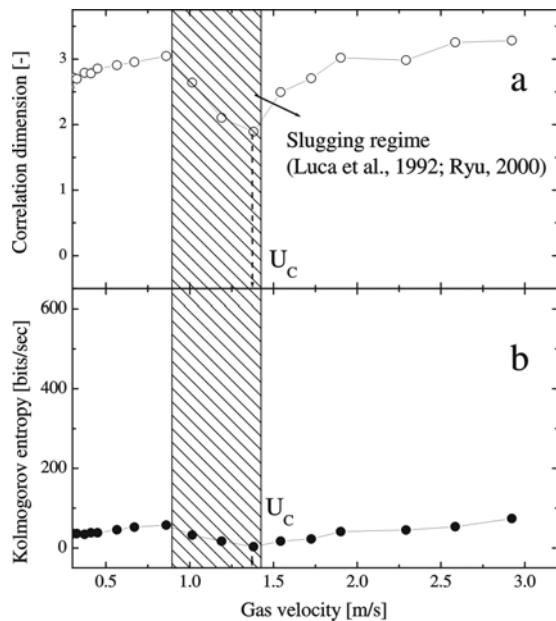 Correlation dimension [-]
3
2
1
0
a
Slugging regime
(Luca et al., 1992; Ryu, 2000)
U_C
Kolmogorov entropy [bits/sec]
600
400
200
0
b
U_C
0.5 1.0 1.5 2.0 2.5 3.0
Gas velocity [m/s]